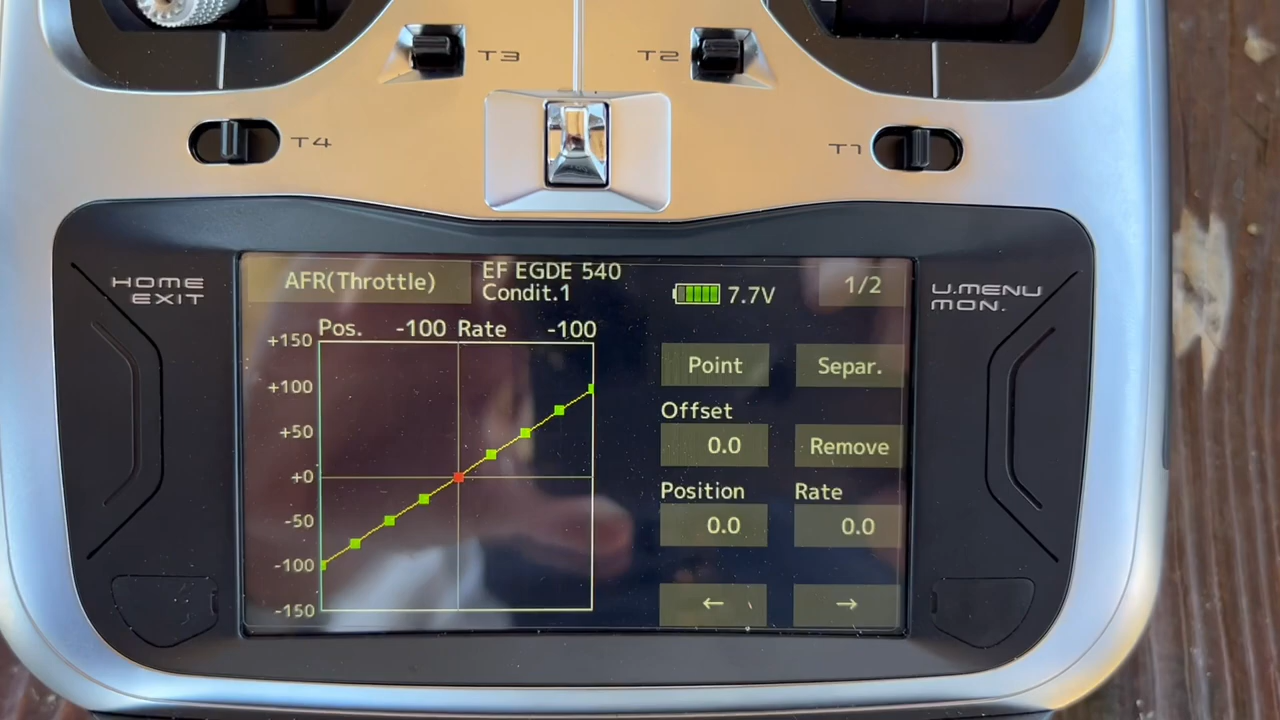 T3
T2
T4
T1
HOME
EXIT
U.MENU
MON.
AFR(Throttle)
EF EGDE 540
Condit.1
7.7V
1/2
Pos. -100 Rate -100
+150
+100
+50
+0
-50
-100
-150
Point
Separ.
Offset
0.0
Remove
Position
Rate
0.0
0.0
←
→